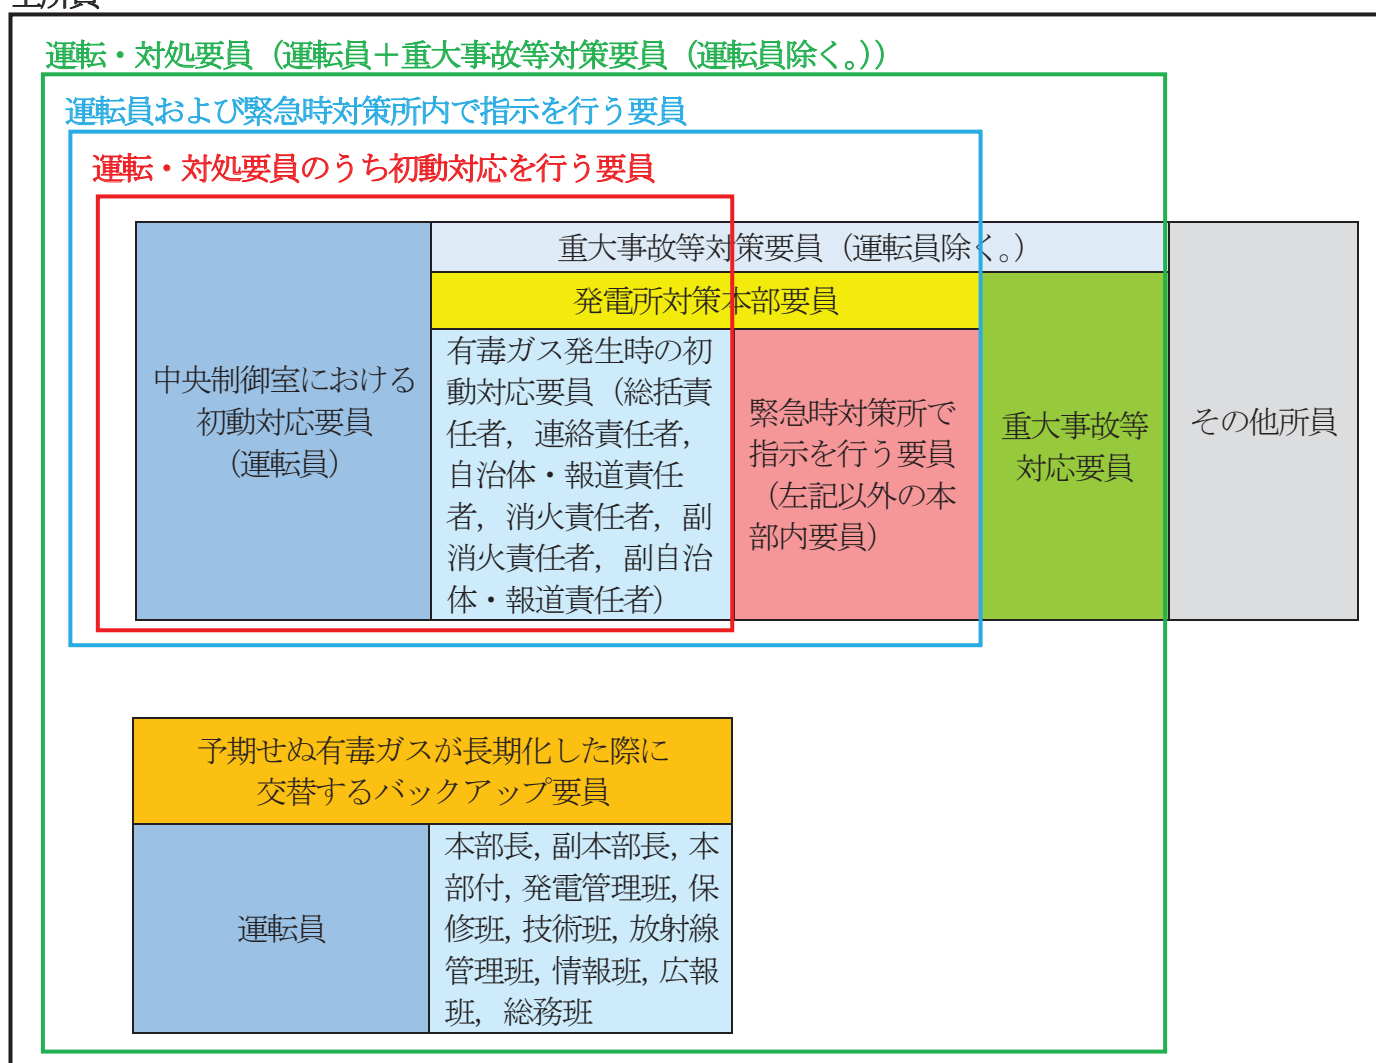 運転・対処要員（運転員＋重大事故等対策要員（運転員除く。））
運転員および緊急時対策所内で指示を行う要員
運転・対処要員のうち初動対応を行う要員
重大事故等対策要員（運転員除く。）
発電所対策本部要員
中央制御室における
初動対応要員
（運転員）
有毒ガス発生時の初
動対応要員（総括責
任者，連絡責任者，
自治体・報道責任
者，消火責任者，副
消火責任者，副自治
体・報道責任者）
緊急時対策所で
指示を行う要員
（左記以外の本
部内要員）
重大事故等
対応要員
その他所員
予期せぬ有毒ガスが長期化した際に
交替するバックアップ要員
運転員
本部長，副本部長，本
部付，発電管理班，保
修班，技術班，放射線
管理班，情報班，広報
班，総務班